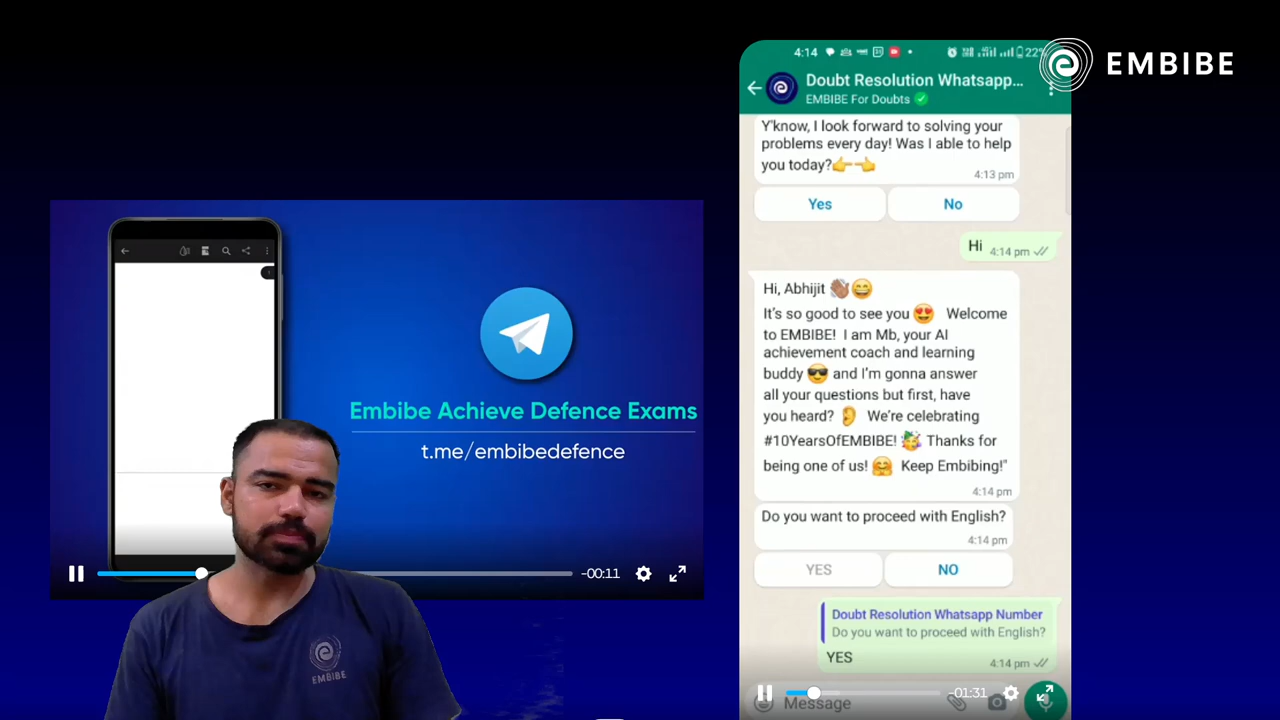 EMBIBE
4:14
22%
Doubt Resolution Whatsapp...
EMBIBE For Doubts
Y'know, I look forward to solving your
problems every day! Was I able to help
you today?👉👈
4:13 pm
Yes
No
Hi
4:14 pm
Hi, Abhijit 👋🏽😄
It's so good to see you 😍 Welcome
to EMBIBE! I am Mb, your AI
achievement coach and learning
buddy 😎 and I'm gonna answer
all your questions but first, have
you heard? 👂 We're celebrating
#10YearsOfEMBIBE! 🥳 Thanks for
being one of us! 🤗 Keep Embibing!"
4:14 pm
Do you want to proceed with English?
4:14 pm
YES
NO
Doubt Resolution Whatsapp Number
Do you want to proceed with English?
YES
4:14 pm
-01:31
Message
Embibe Achieve Defence Exams
t.me/embibedefence
-00:11
EMBIBE